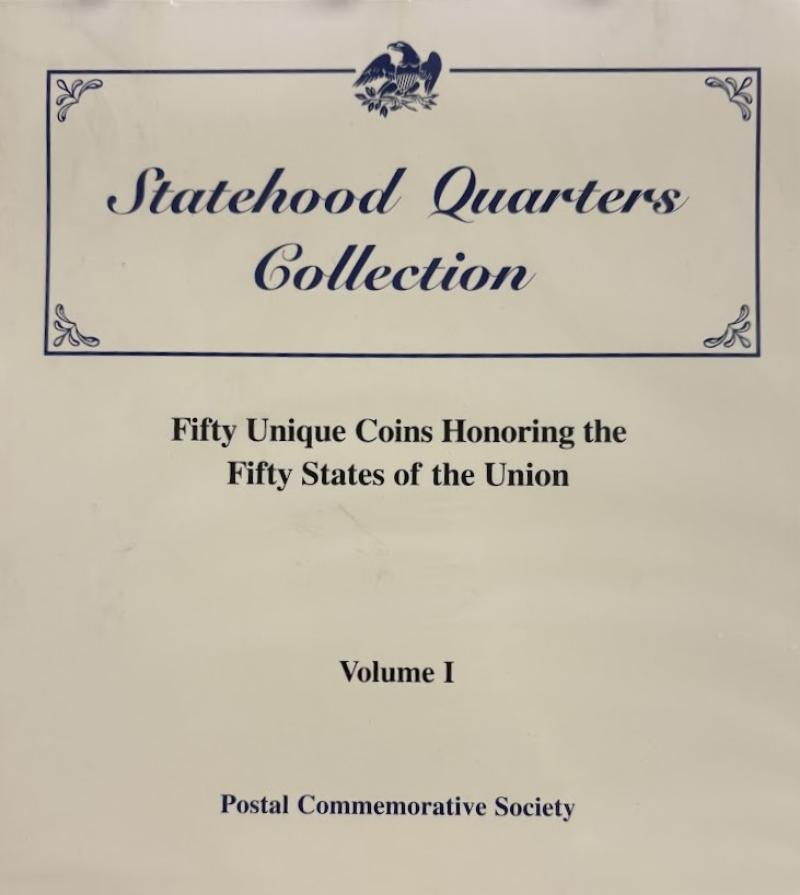 Statehood Quarters
Collection
Fifty Unique Coins Honoring the
Fifty States of the Union
Volume I
Postal Commemorative Society